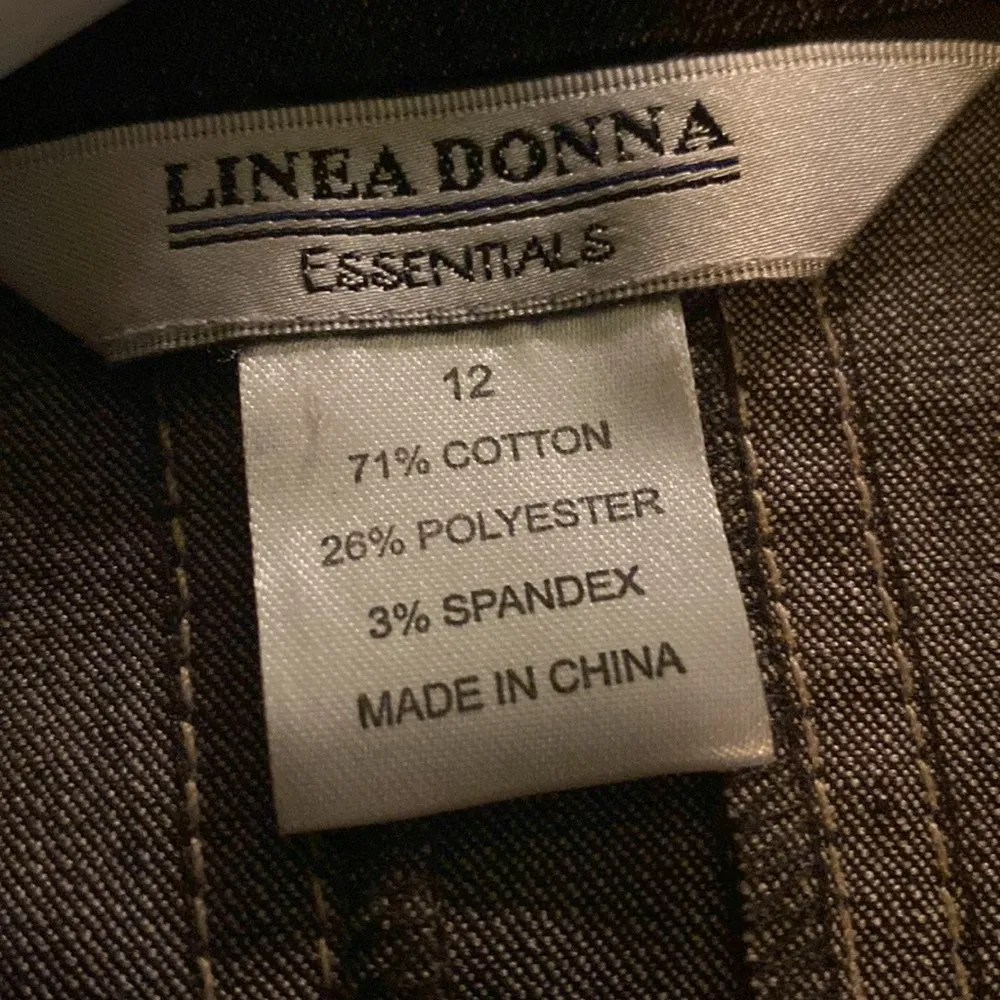 LINEA DONNA
ESSENTIALS
12
71% COTTON
26% POLYESTER
3% SPANDEX
MADE IN CHINA